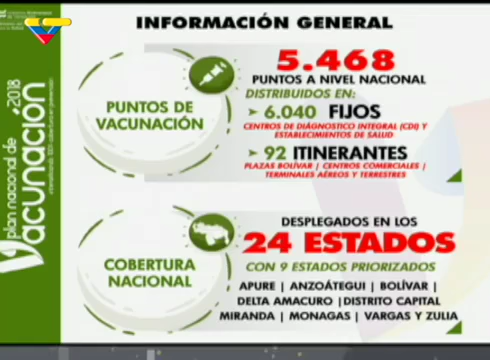 INFORMACIÓN GENERAL
PUNTOS DE
VACUNACIÓN
5.468
PUNTOS A NIVEL NACIONAL
DISTRIBUIDOS EN:
➤ 6.040 FIJOS
CENTROS DE DIÁGNOSTICO INTEGRAL (CDI) Y
ESTABLECIMIENTOS DE SALUD
➤ 92 ITINERANTES
PLAZAS BOLÍVAR | CENTROS COMERCIALES |
TERMINALES AÉREOS Y TERRESTRES
COBERTURA
NACIONAL
DESPLEGADOS EN LOS
24 ESTADOS
CON 9 ESTADOS PRIORIZADOS
APURE | ANZOÁTEGUI | BOLÍVAR |
DELTA AMACURO |DISTRITO CAPITAL
MIRANDA | MONAGAS | VARGAS Y ZULIA
plan nacional de 2018
Vacunación